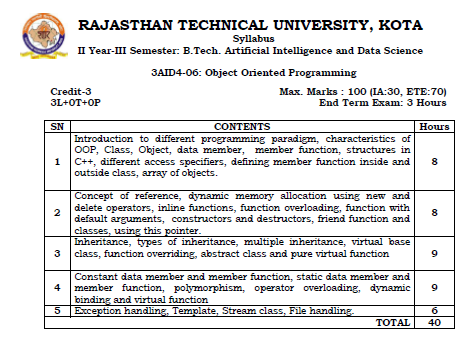 RAJASTHAN TECHNICAL UNIVERSITY, KOTA
Syllabus
II Year-III Semester: B.Tech. Artificial Intelligence and Data Science
3AID4-06: Object Oriented Programming
Credit-3 Max. Marks : 100 (IA:30, ETE:70)
3L+0T+0P End Term Exam: 3 Hours
SN CONTENTS Hours
Introduction to different programming paradigm, characteristics of
OOP, Class, Object, data member, member function, structures in
1 C++, different access specifiers, defining member function inside and 8
outside class, array of objects.
Concept of reference, dynamic memory allocation using new and
delete operators, inline functions, function overloading, function with
2 default arguments, constructors and destructors, friend function and 8
classes, using this pointer.
3 Inheritance, types of inheritance, multiple inheritance, virtual base 9
class, function overriding, abstract class and pure virtual function
Constant data member and member function, static data member and
4 member function, polymorphism, operator overloading, dynamic 9
binding and virtual function
5 Exception handling, Template, Stream class, File handling. 6
TOTAL 40